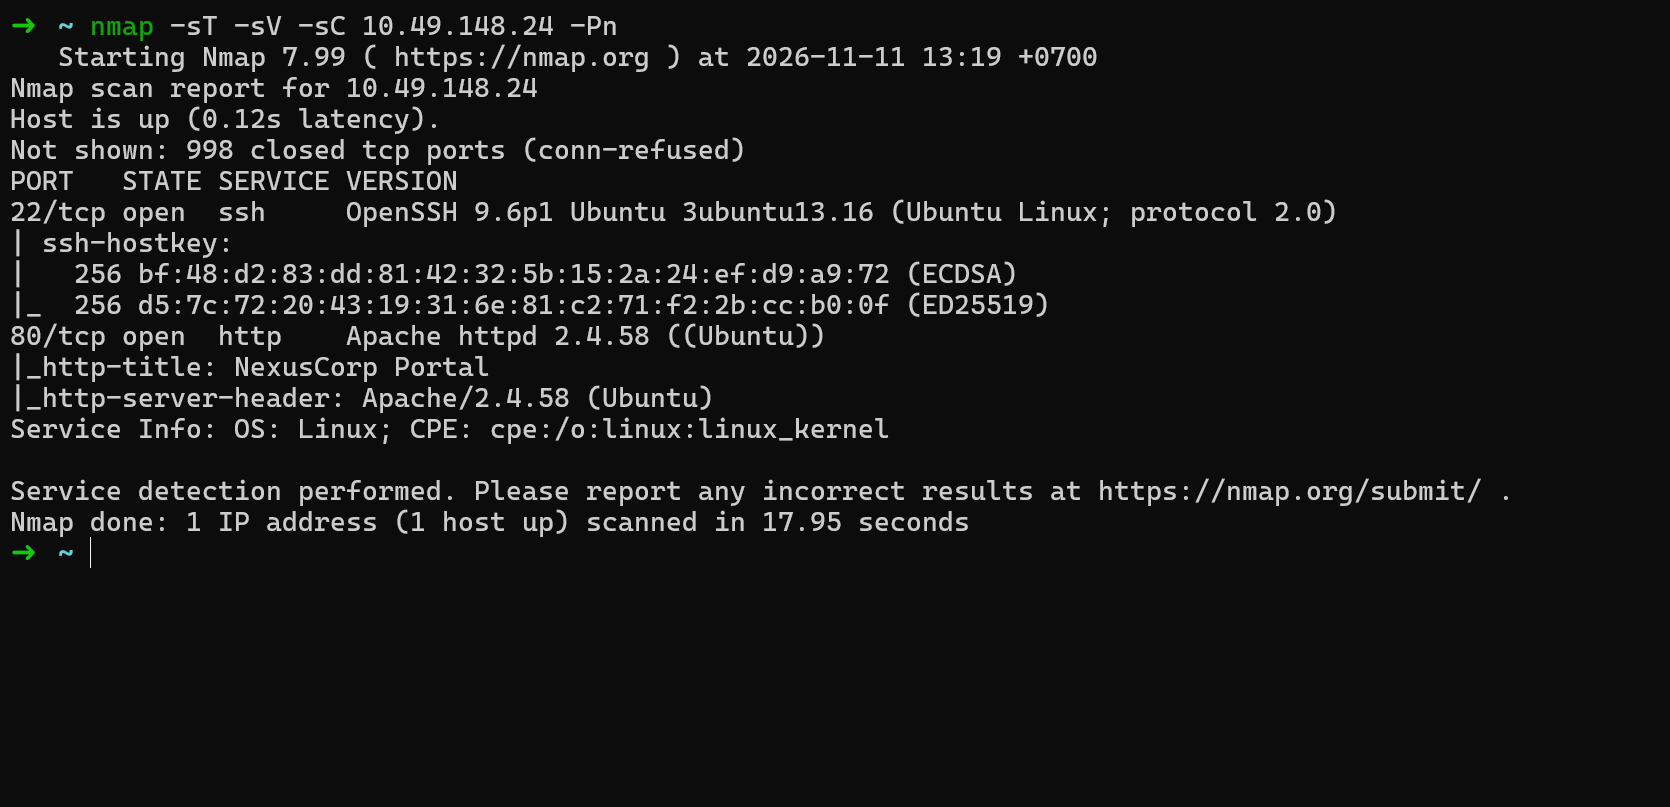 ➜  ~ nmap -sT -sV -sC 10.49.148.24 -Pn
   Starting Nmap 7.99 ( https://nmap.org ) at 2026-11-11 13:19 +0700
Nmap scan report for 10.49.148.24
Host is up (0.12s latency).
Not shown: 998 closed tcp ports (conn-refused)
PORT   STATE SERVICE VERSION
22/tcp open  ssh     OpenSSH 9.6p1 Ubuntu 3ubuntu13.16 (Ubuntu Linux; protocol 2.0)
| ssh-hostkey:
|   256 bf:48:d2:83:dd:81:42:32:5b:15:2a:24:ef:d9:a9:72 (ECDSA)
|_  256 d5:7c:72:20:43:19:31:6e:81:c2:71:f2:2b:cc:b0:0f (ED25519)
80/tcp open  http    Apache httpd 2.4.58 ((Ubuntu))
|_http-title: NexusCorp Portal
|_http-server-header: Apache/2.4.58 (Ubuntu)
Service Info: OS: Linux; CPE: cpe:/o:linux:linux_kernel

Service detection performed. Please report any incorrect results at https://nmap.org/submit/ .
Nmap done: 1 IP address (1 host up) scanned in 17.95 seconds
➜  ~